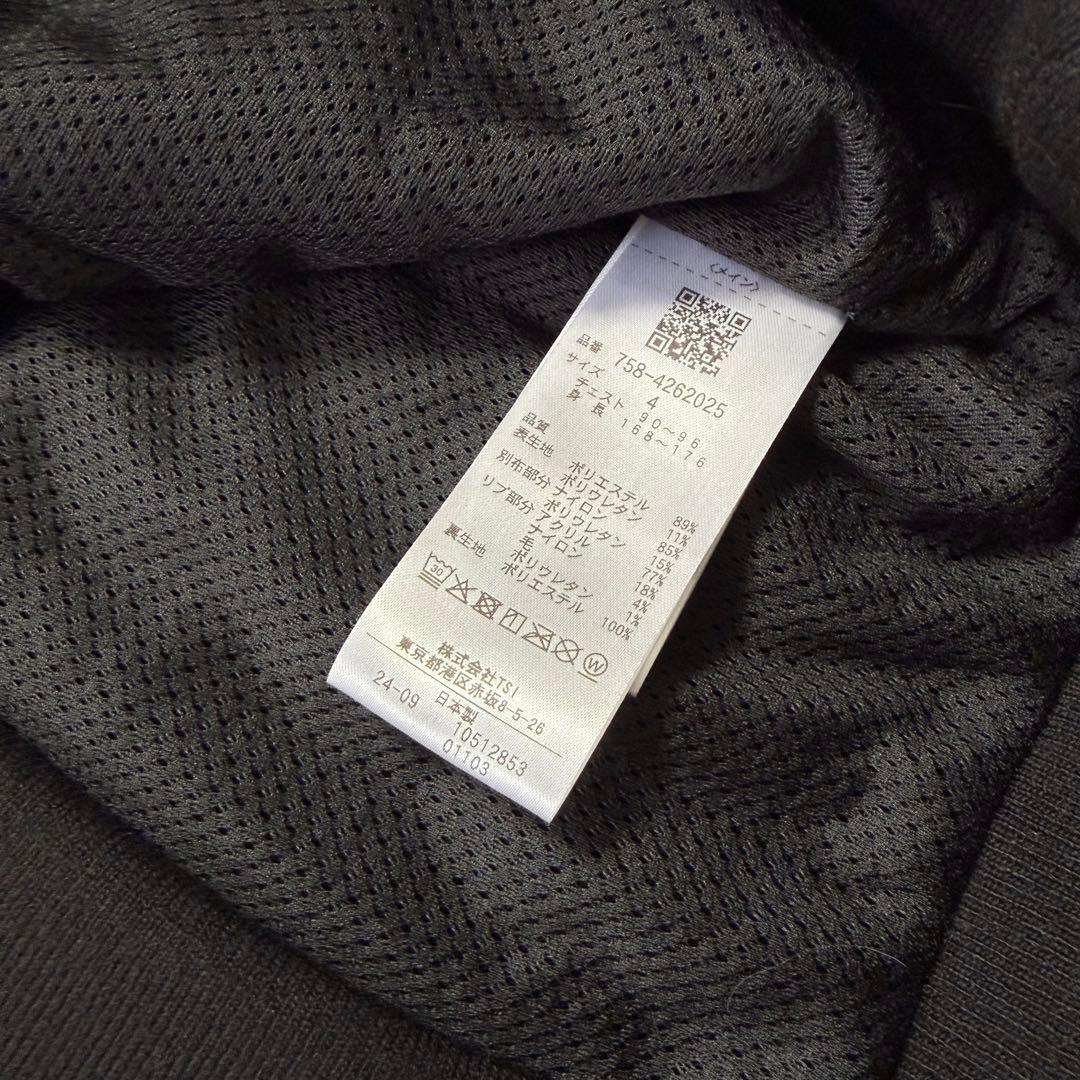 〈メイン〉
品番 758-4262025
サイズ 4
チェスト 90～96
身長 168～176
品質
表生地 ポリエステル 89%
ポリウレタン 11%
別布部分 ナイロン 85%
ポリウレタン 15%
リブ部分 アクリル 77%
毛 18%
ナイロン 4%
ポリウレタン 1%
裏生地 ポリエステル 100%
30
W
株式会社TSI
東京都港区赤坂8-5-26
24-09 日本製
10512853
01103